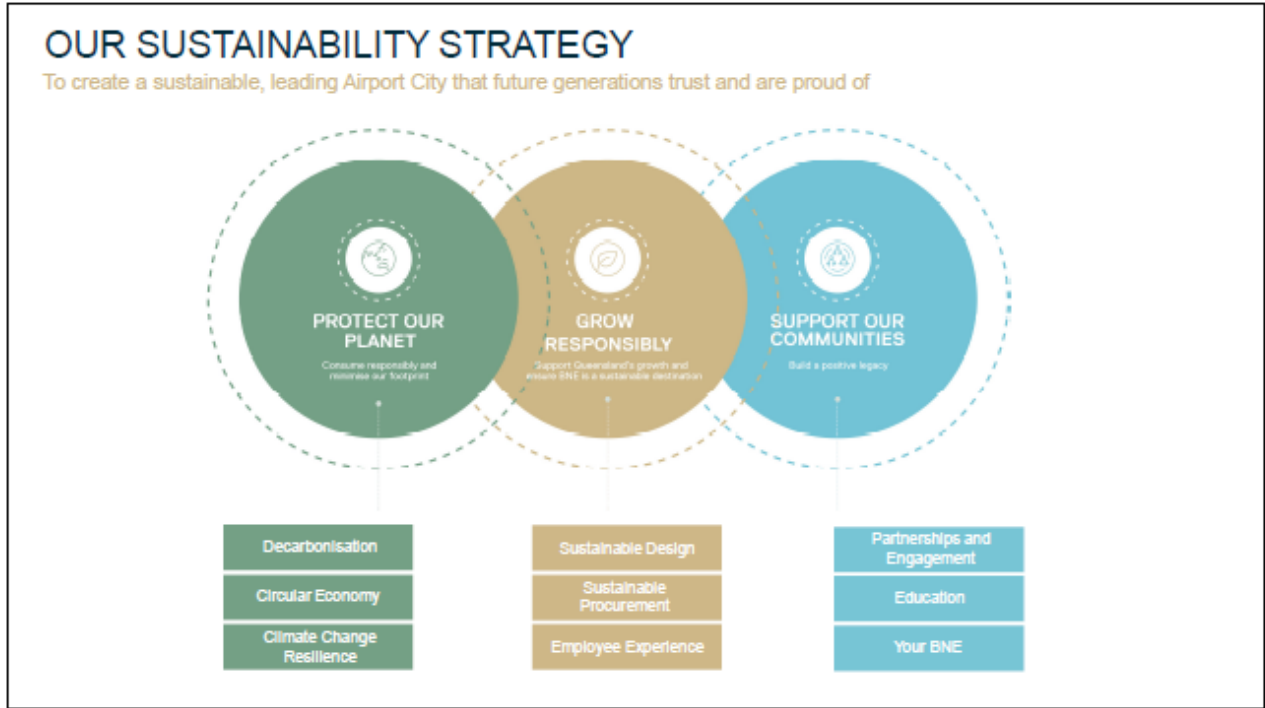 OUR SUSTAINABILITY STRATEGY
To create a sustainable, leading Airport City that future generations trust and are proud of
PROTECT OUR
PLANET
Consume responsibly and
minimise our footprint
GROW
RESPONSIBLY
Support Queensland's growth and
ensure BNE is a sustainable destination
SUPPORT OUR
COMMUNITIES
Build a positive legacy
Decarbonisation
Circular Economy
Climate Change
Resilience
Sustainable Design
Sustainable
Procurement
Employee Experience
Partnerships and
Engagement
Education
Your BNE